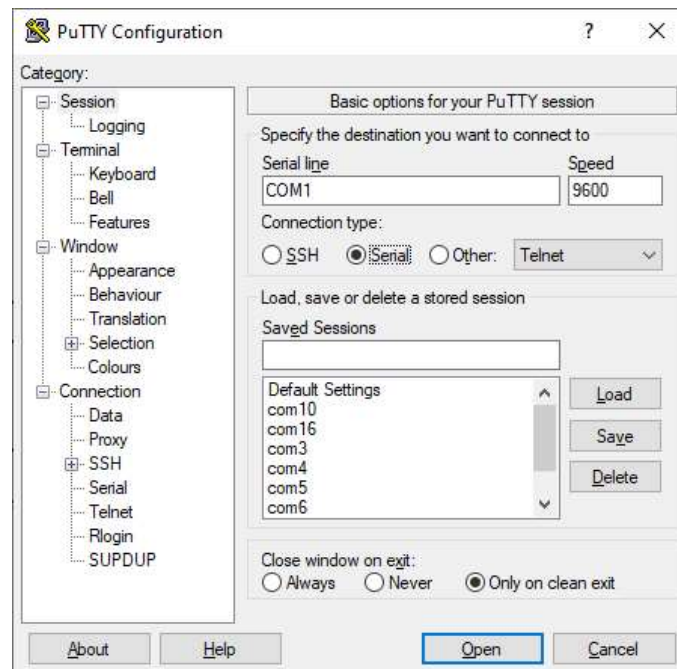 PuTTY Configuration
?
Category:
Session
Logging
Terminal
Keyboard
Bell
Features
Window
Appearance
Behaviour
Translation
Selection
Colours
Connection
Data
Proxy
SSH
Serial
Telnet
Rlogin
SUPDUP
Basic options for your PuTTY session
Specify the destination you want to connect to
Serial line Speed
COM1 9600
Connection type:
SSH Serial Other: Telnet
Load, save or delete a stored session
Saved Sessions
Default Settings
com10
com16
com3
com4
com5
com6
Load
Save
Delete
Close window on exit:
Always Never Only on clean exit
About Help Open Cancel